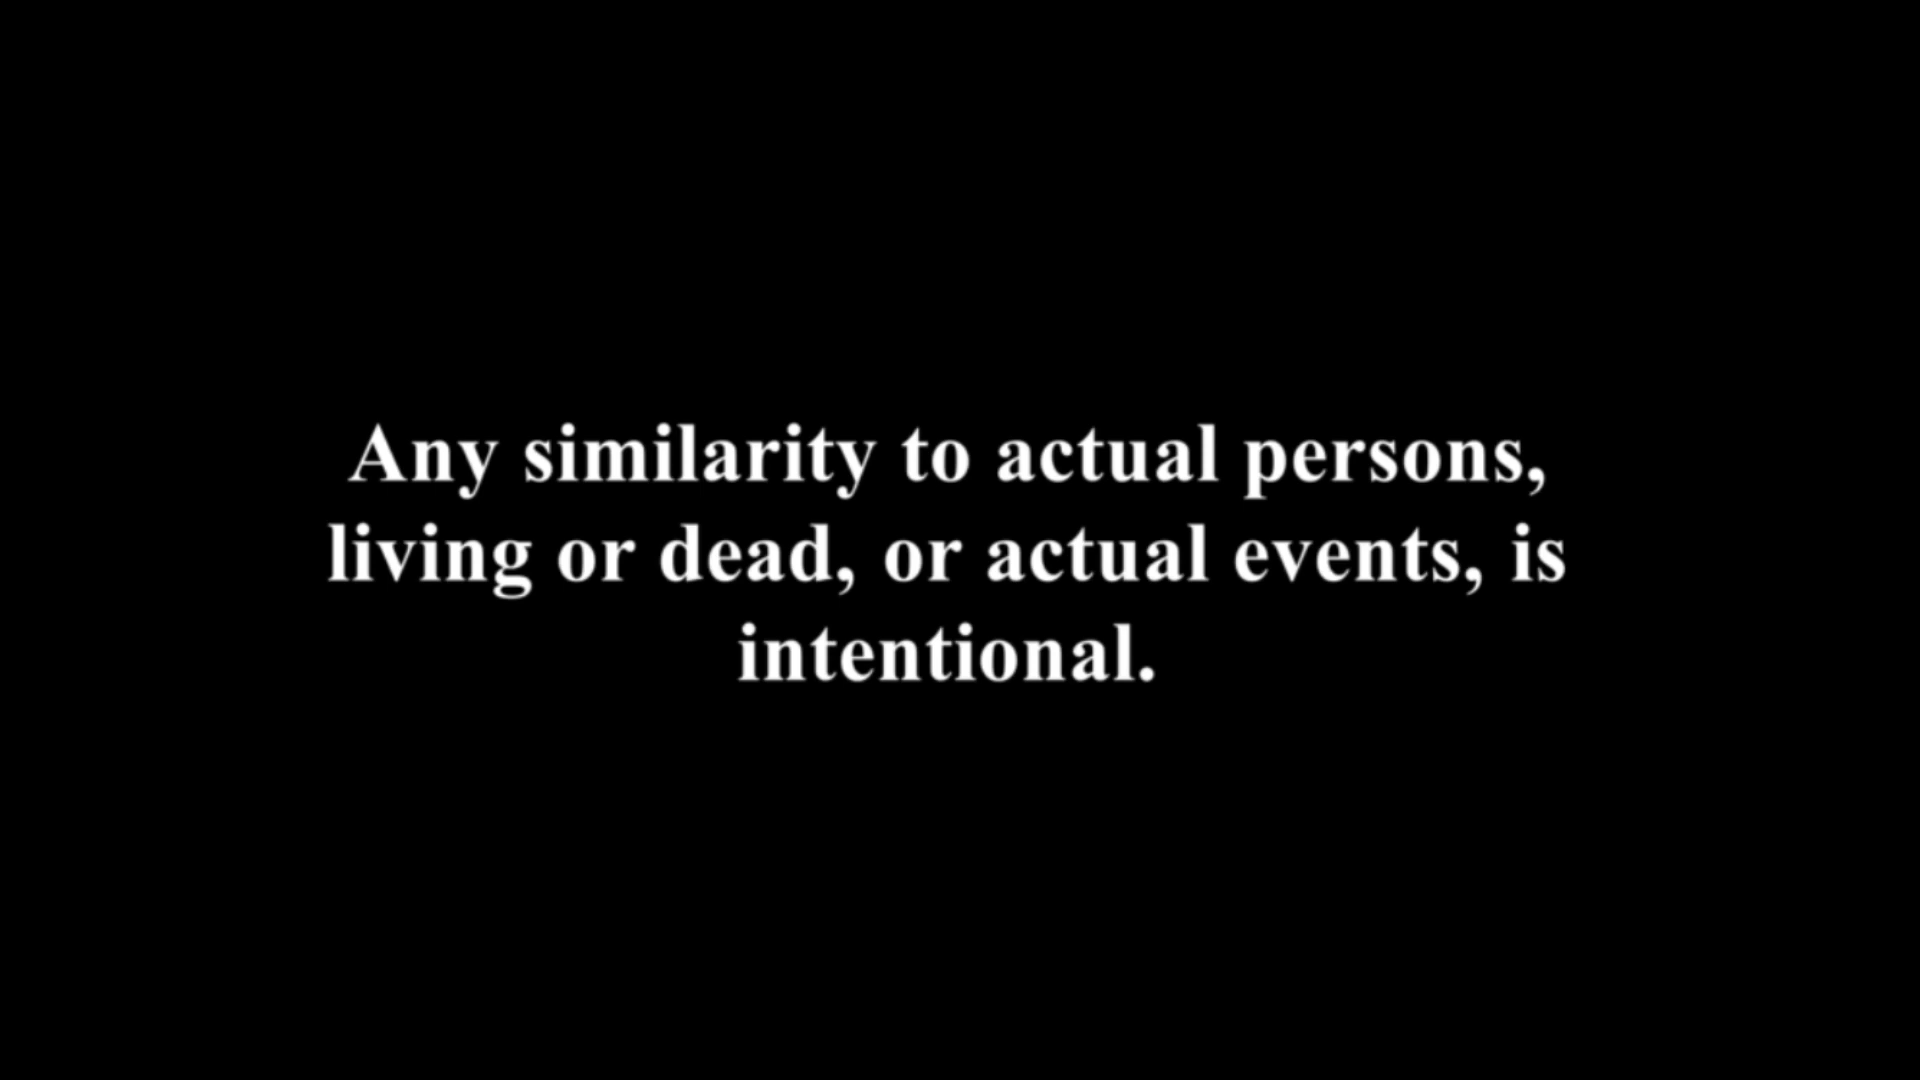 Any similarity to actual persons,
living or dead, or actual events, is
intentional.